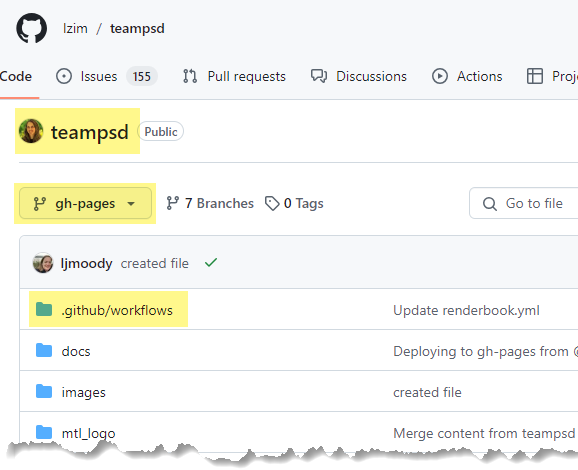 lzim / teampsd
Code Issues 155 Pull requests Discussions Actions
teampsd Public
gh-pages 7 Branches 0 Tags Go to file
ljmoody created file
.github/workflows Update renderbook.yml
docs Deploying to gh-pages from
images created file
mtl_logo Merge content from teampsd